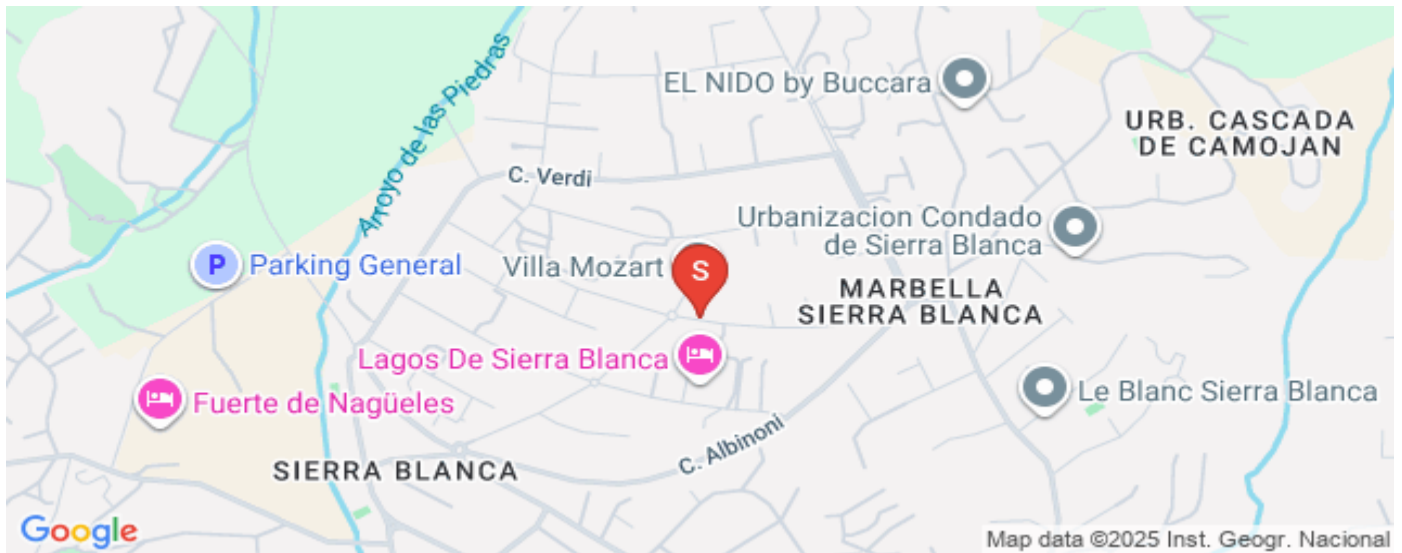 EL NIDO by Buccara
URB. CASCADA
DE CAMOJAN
Arroyo de las Piedras
C. Verdi
Urbanizacion Condado
de Sierra Blanca
P
Parking General
Villa Mozart
S
MARBELLA
SIERRA BLANCA
Lagos De Sierra Blanca
Fuerte de Nagüeles
Le Blanc Sierra Blanca
C. Albinoni
SIERRA BLANCA
Google
Map data ©2025 Inst. Geogr. Nacional